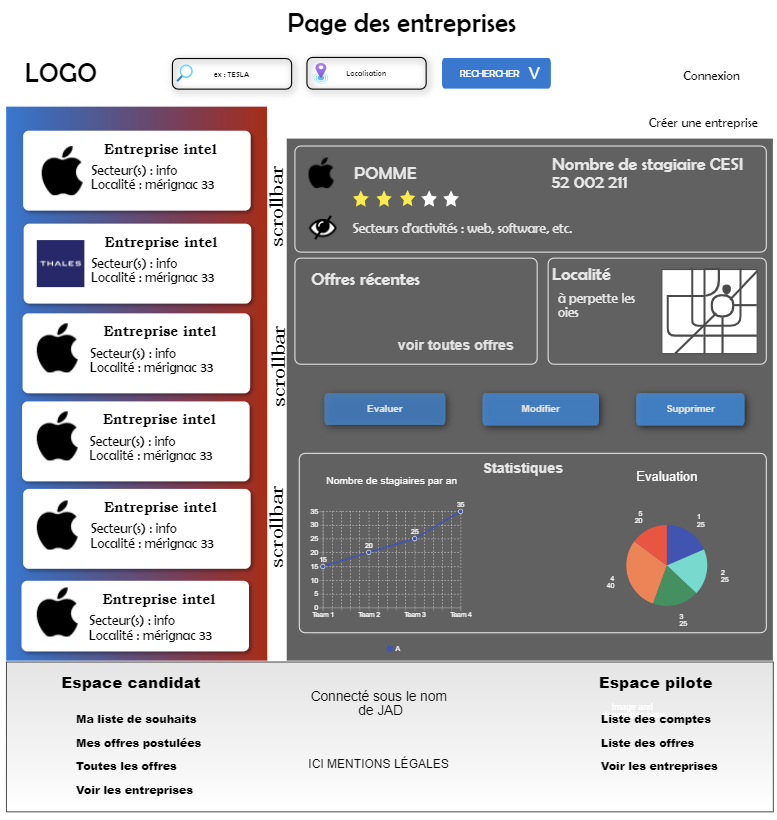 Page des entreprises
LOGO
ex : TESLA
Localisation
RECHERCHER V
Connexion
Créer une entreprise
Entreprise intel
Secteur(s) : info
Localité : mérignac 33
THALES
Entreprise intel
Secteur(s) : info
Localité : mérignac 33
Entreprise intel
Secteur(s) : info
Localité : mérignac 33
Entreprise intel
Secteur(s) : info
Localité : mérignac 33
Entreprise intel
Secteur(s) : info
Localité : mérignac 33
Entreprise intel
Secteur(s) : info
Localité : mérignac 33
scrollbar
scrollbar
scrollbar
POMME
Nombre de stagiaire CESI
52 002 211
Secteurs d'activités : web, software, etc.
Offres récentes
voir toutes offres
Localité
à perpette les
oies
Evaluer
Modifier
Supprimer
Statistiques
Nombre de stagiaires par an
35
30
25
20
15
10
5
0
15
20
25
35
Team 1
Team 2
Team 3
Team 4
A
Evaluation
1
25
2
25
3
25
4
40
5
20
Espace candidat
Ma liste de souhaits
Mes offres postulées
Toutes les offres
Voir les entreprises
Connecté sous le nom
de JAD
ICI MENTIONS LÉGALES
Espace pilote
Image and
Liste des comptes
Liste des offres
Voir les entreprises